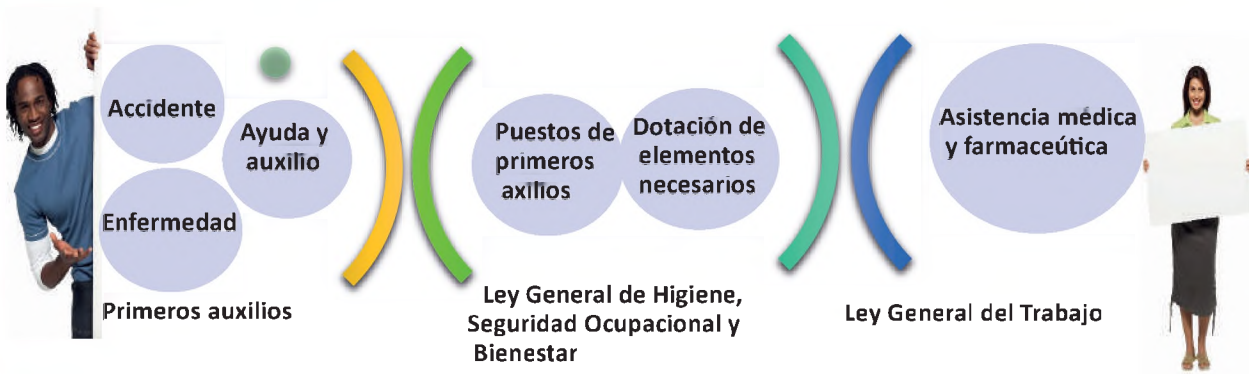 Accidente
Ayuda y
auxilio
Enfermedad
Primeros auxilios
Puestos de
primeros
axilios
Dotación de
elementos
necesarios
Ley General de Higiene,
Seguridad Ocupacional y
Bienestar
Asistencia médica
y farmaceútica
Ley General del Trabajo